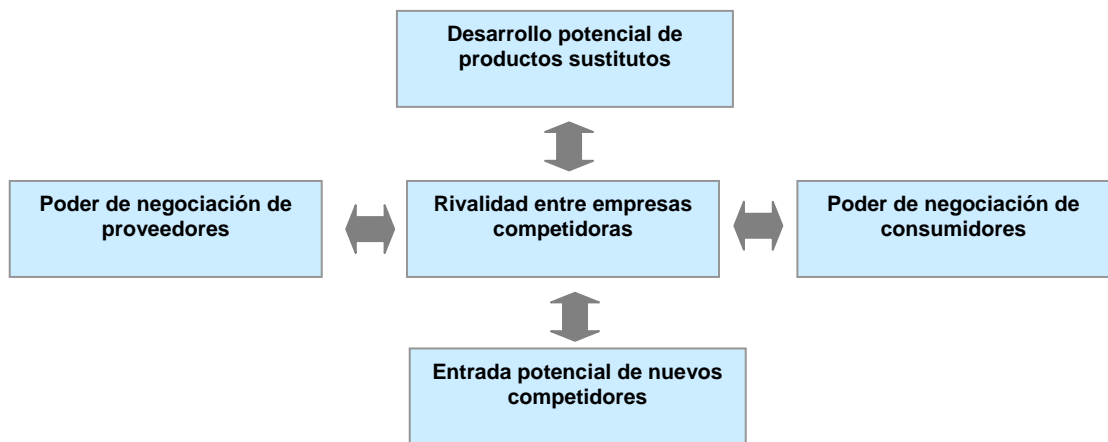 Desarrollo potencial de
productos sustitutos
Poder de negociación de
proveedores
Rivalidad entre empresas
competidoras
Poder de negociación de
consumidores
Entrada potencial de nuevos
competidores